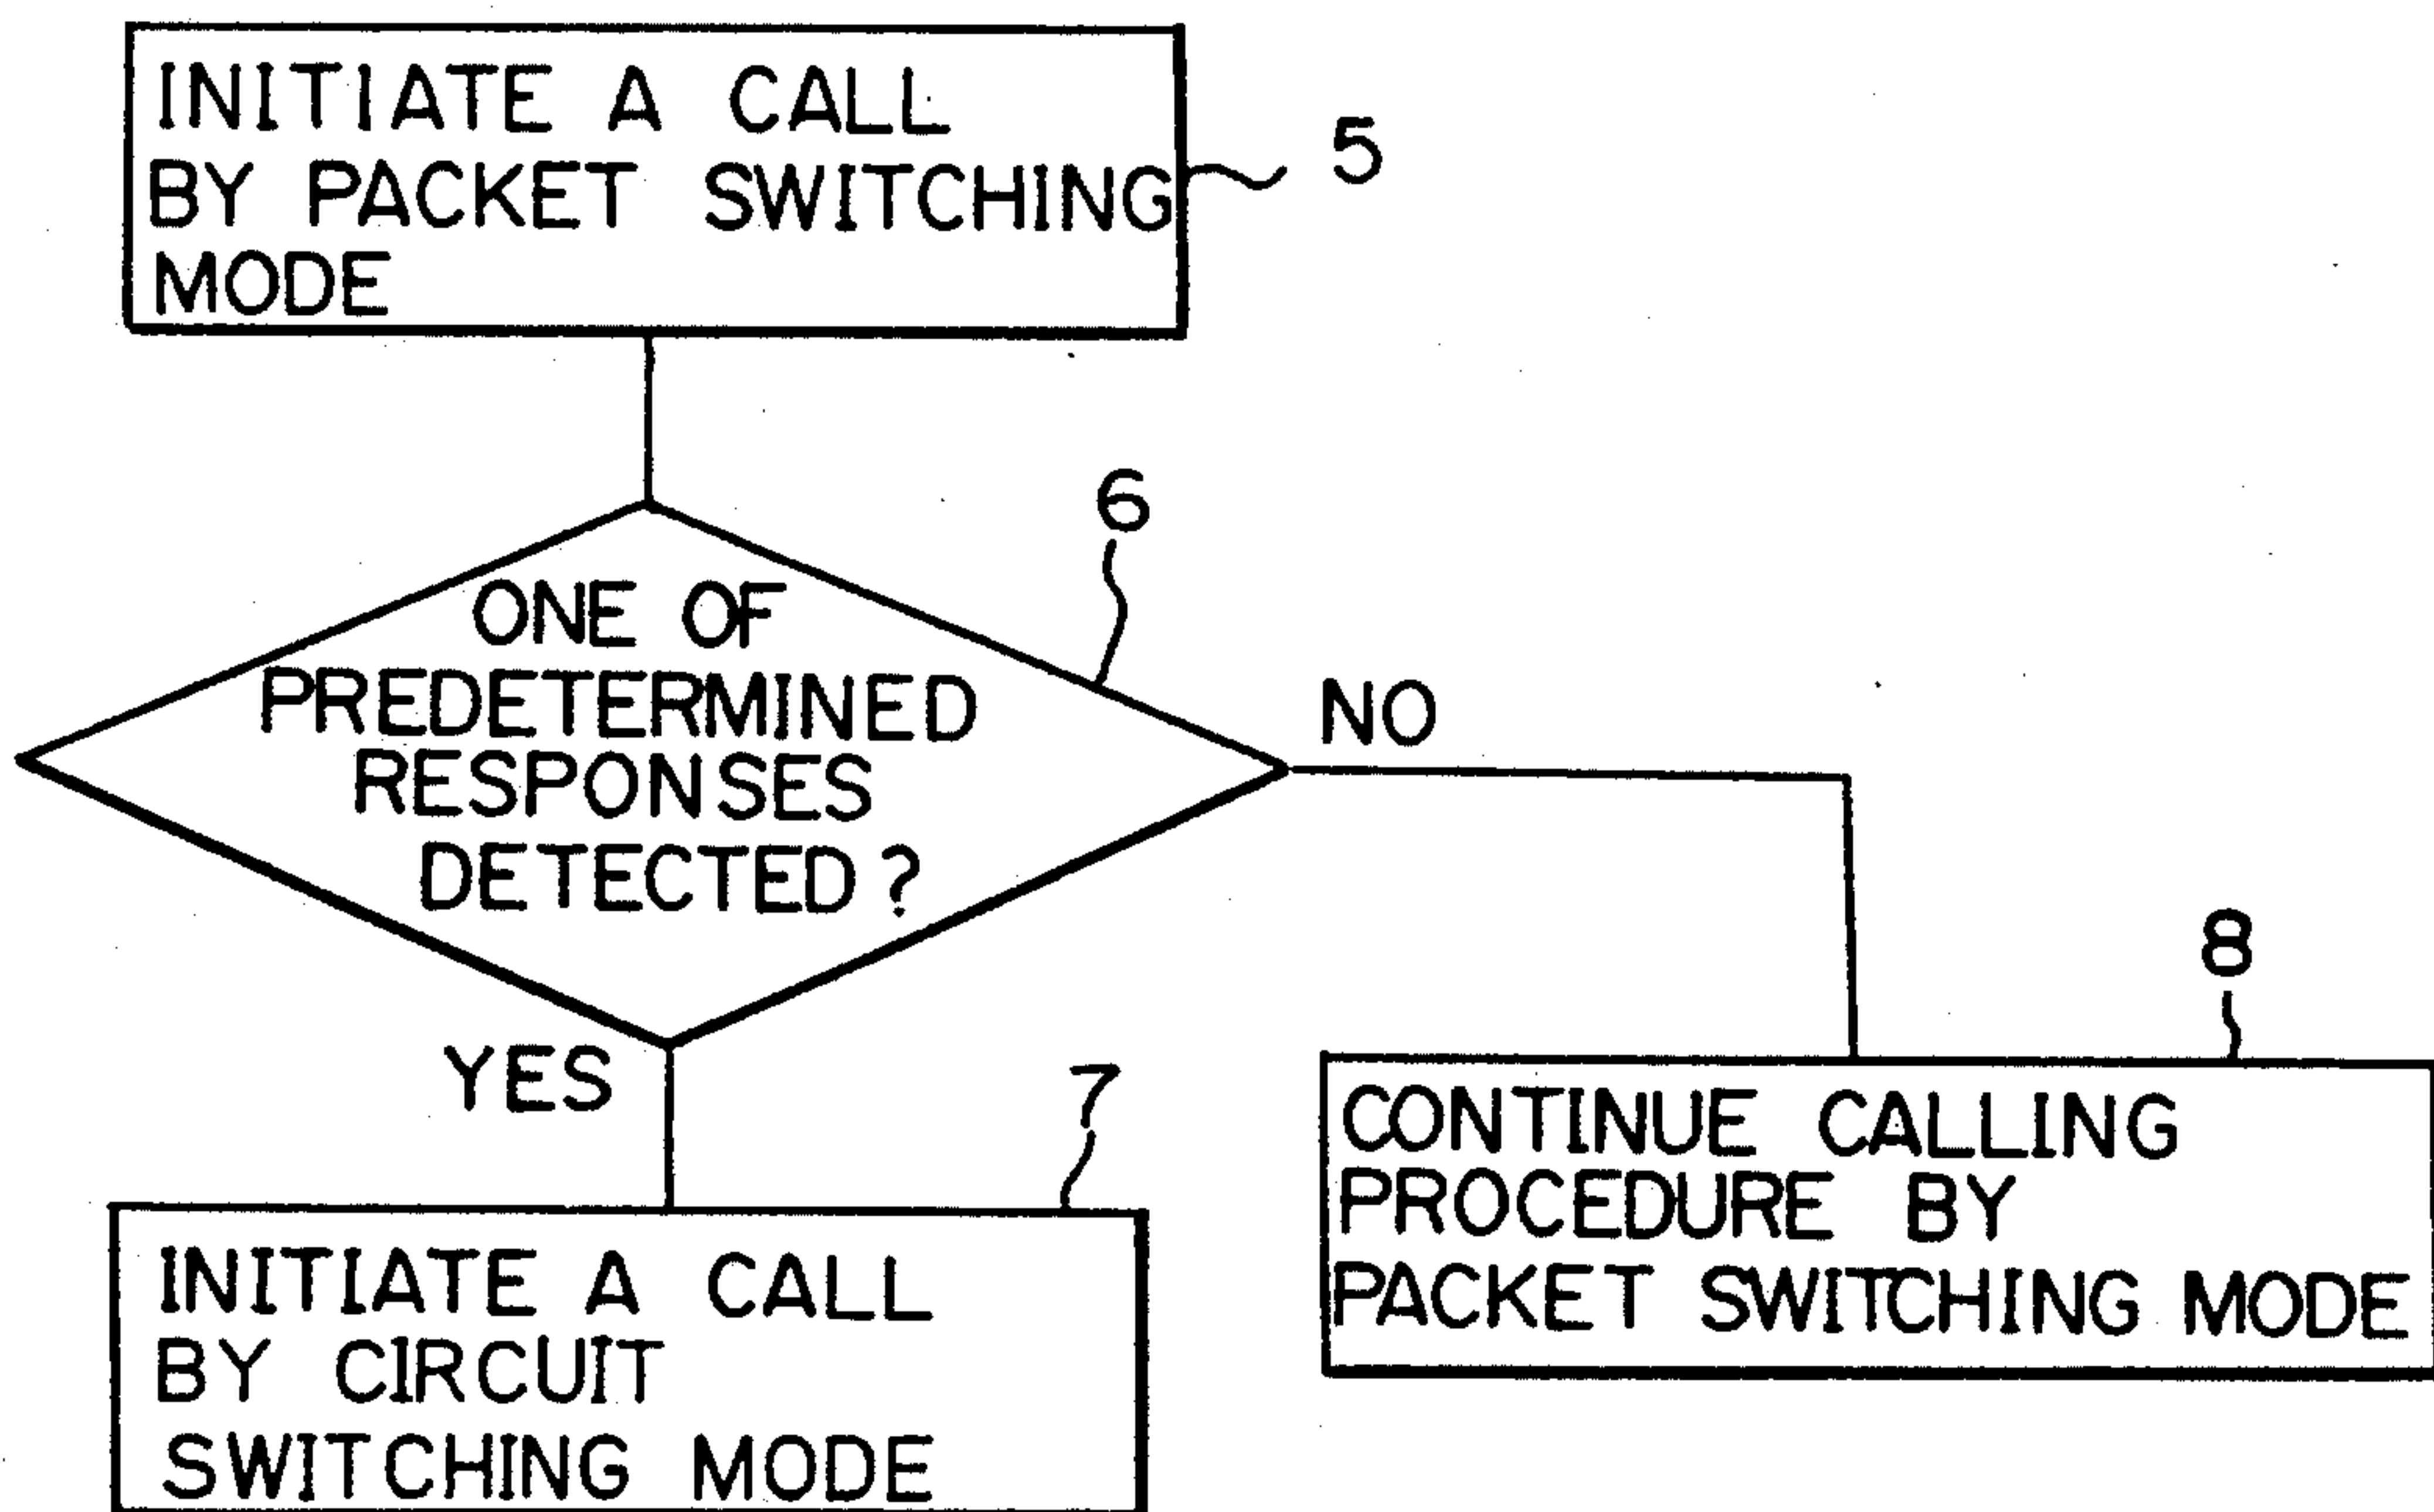 INITIATE A CALL
BY PACKET SWITCHING
MODE
5
6
ONE OF
PREDETERMINED
RESPONSES
DETECTED?
NO
YES
7
8
INITIATE A CALL
BY CIRCUIT
SWITCHING MODE
CONTINUE CALLING
PROCEDURE BY
PACKET SWITCHING MODE